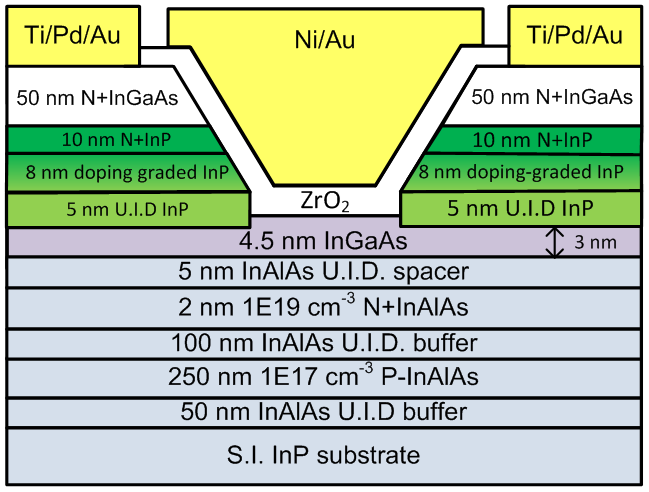 Ti/Pd/Au
Ni/Au
Ti/Pd/Au
50 nm N+InGaAs
50 nm N+InGaAs
10 nm N+InP
10 nm N+InP
8 nm doping graded InP
8 nm doping-graded InP
5 nm U.I.D InP
ZrO₂
5 nm U.I.D InP
4.5 nm InGaAs
3 nm
5 nm InAlAs U.I.D. spacer
2 nm 1E19 cm⁻³ N+InAlAs
100 nm InAlAs U.I.D. buffer
250 nm 1E17 cm⁻³ P-InAlAs
50 nm InAlAs U.I.D buffer
S.I. InP substrate